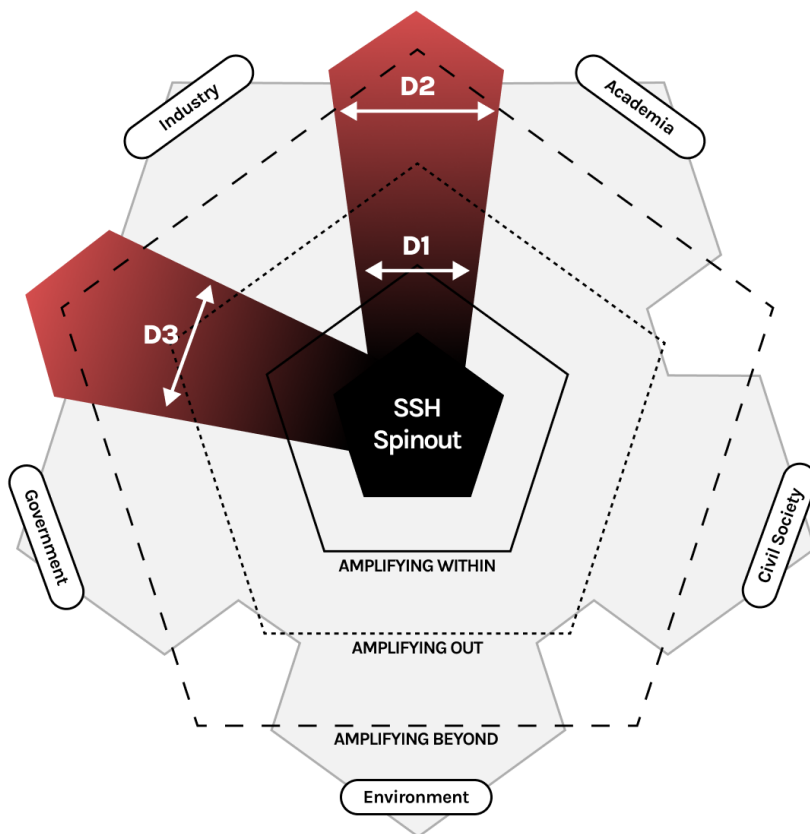 Industry
Academia
D2
D1
D3
SSH
Spinout
Government
Civil Society
AMPLIFYING WITHIN
AMPLIFYING OUT
AMPLIFYING BEYOND
Environment